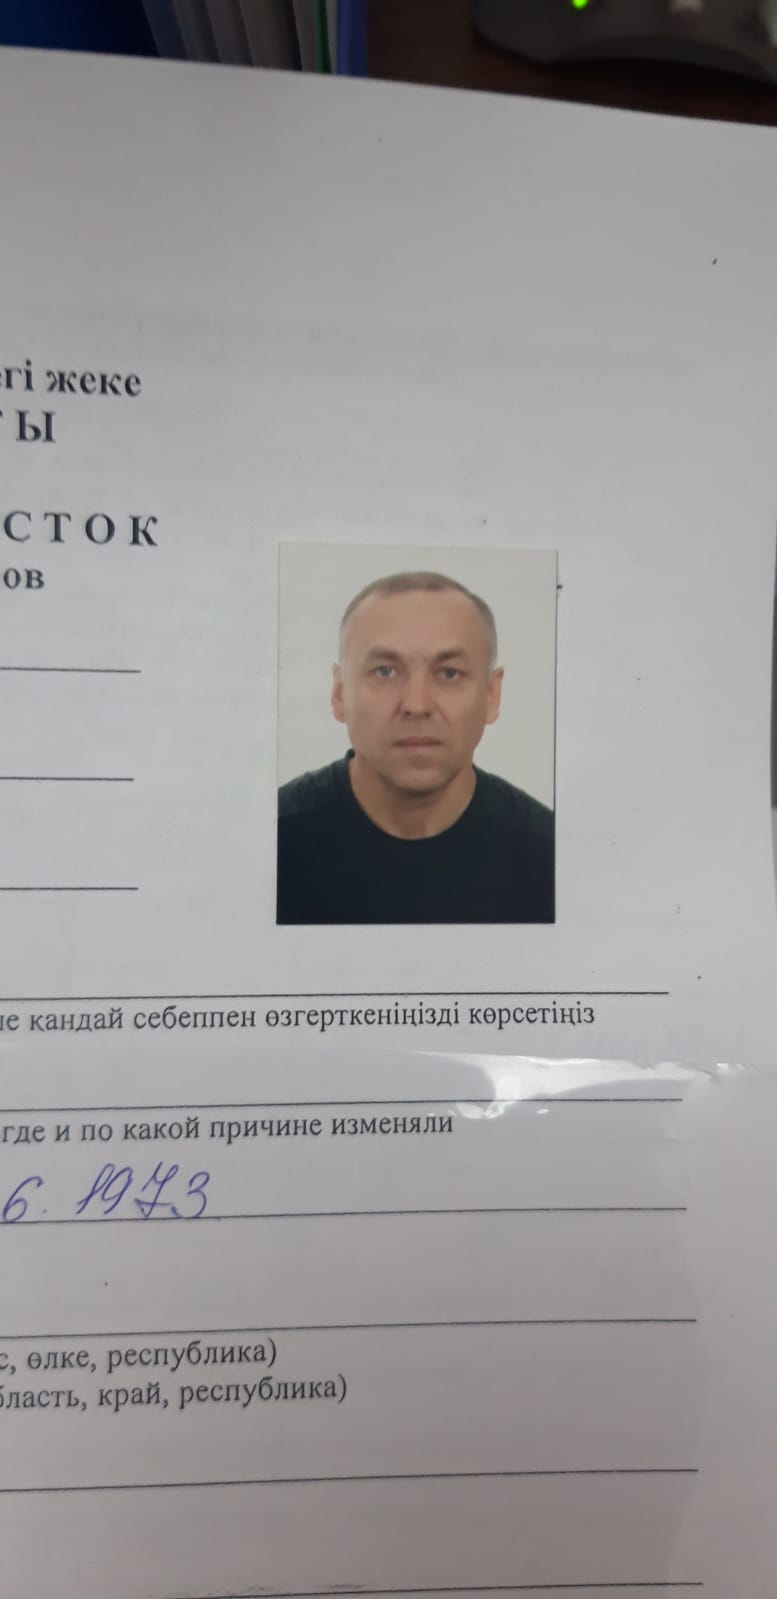 егі жеке
ТЫ
СТОК
ов
не кандай себеппен өзгерткеніңізді көрсетіңіз
где и по какой причине изменяли
6. 1973
с, өлке, республика)
бласть, край, республика)